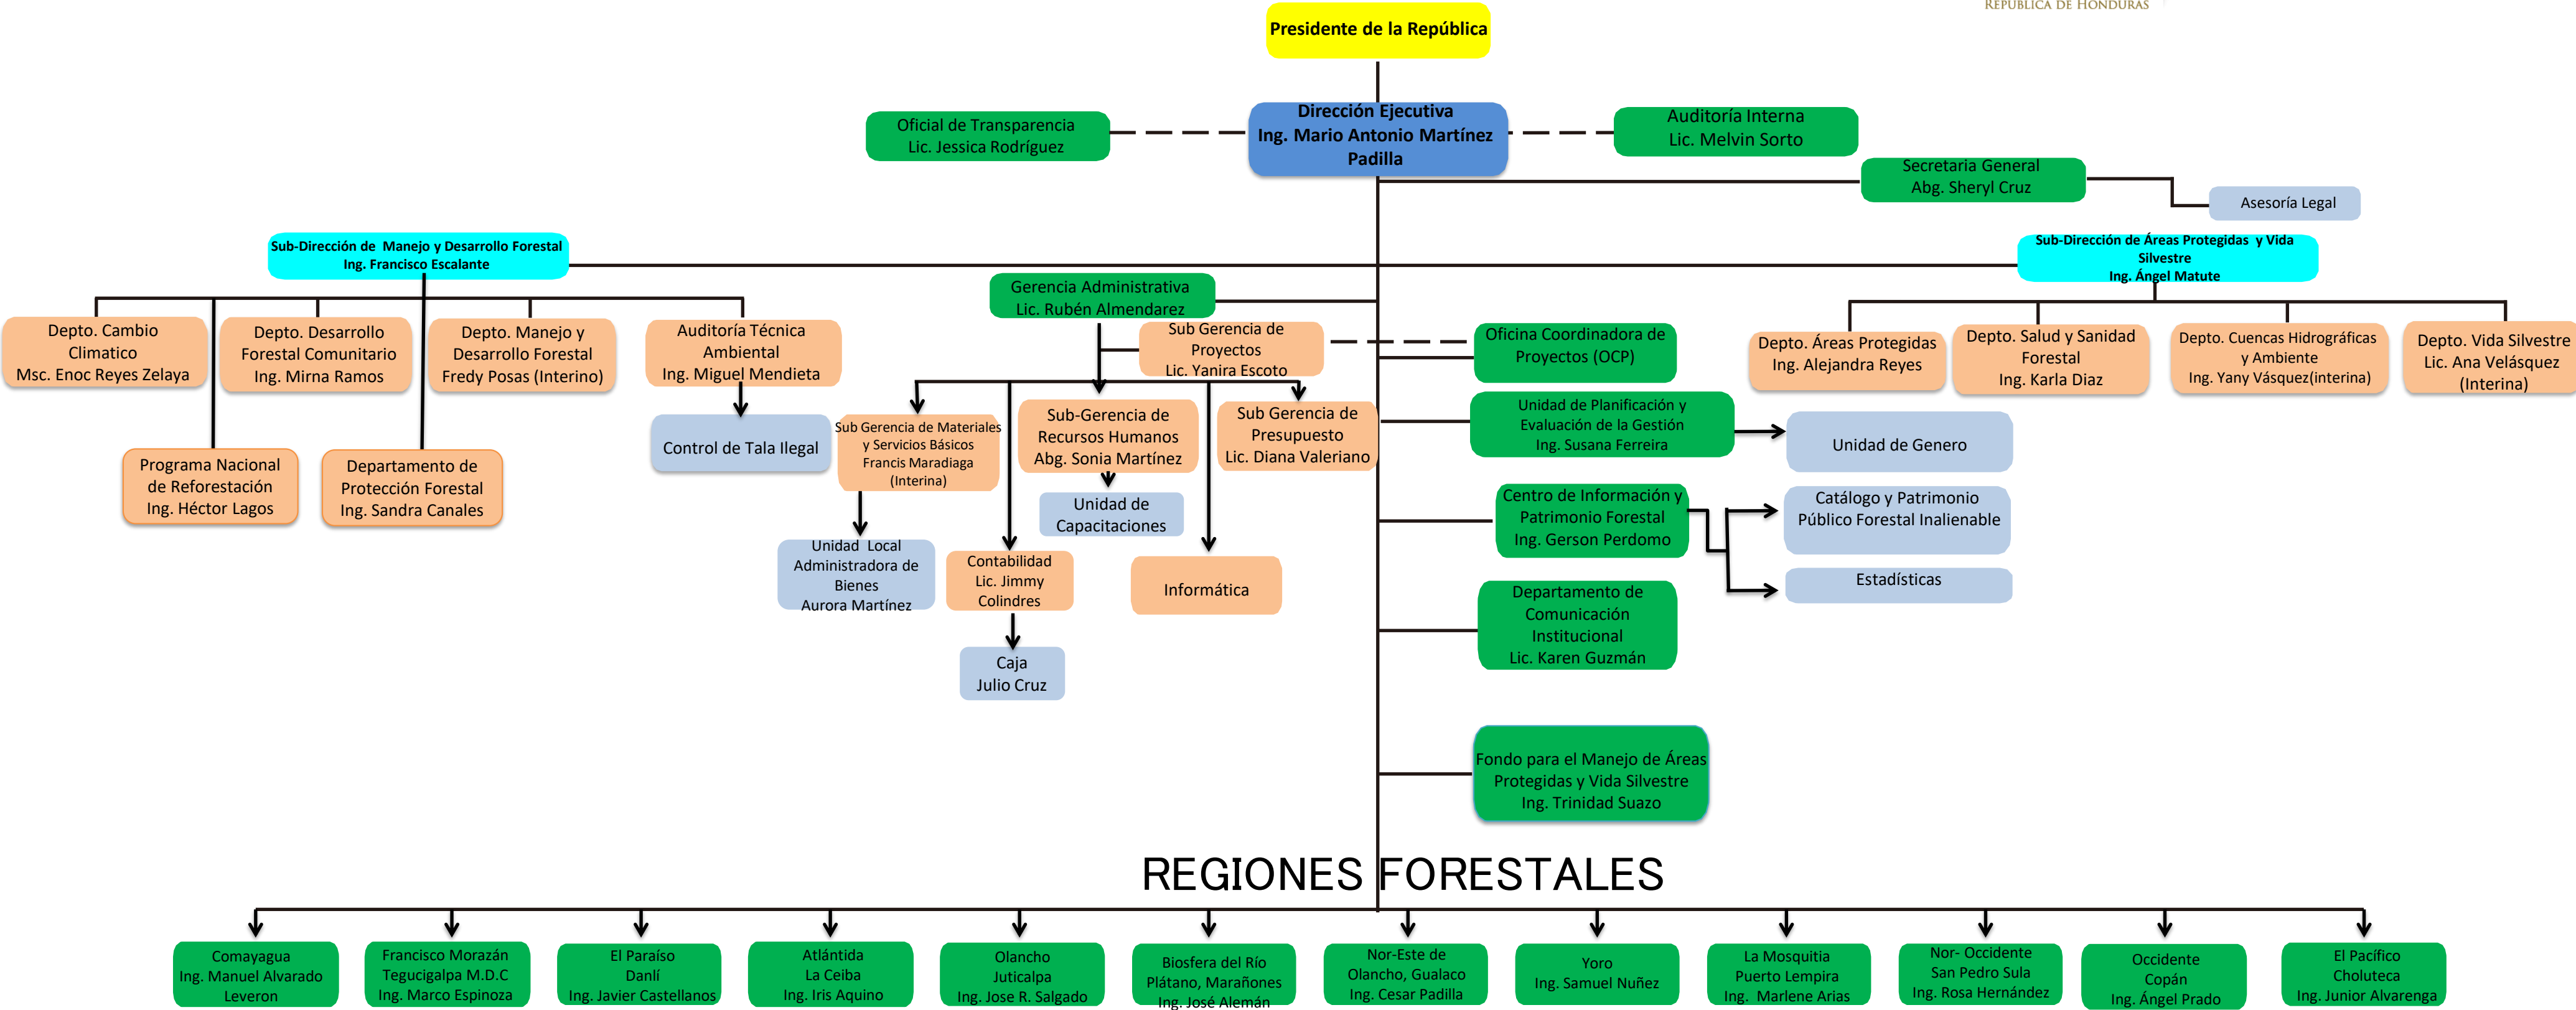 REPÚBLICA DE HONDURAS
Presidente de la República
Dirección Ejecutiva
Ing. Mario Antonio Martínez
Padilla
Oficial de Transparencia
Lic. Jessica Rodríguez
Auditoría Interna
Lic. Melvin Sorto
Secretaria General
Abg. Sheryl Cruz
Asesoría Legal
Sub-Dirección de Manejo y Desarrollo Forestal
Ing. Francisco Escalante
Sub-Dirección de Áreas Protegidas y Vida
Silvestre
Ing. Ángel Matute
Gerencia Administrativa
Lic. Rubén Almendarez
Depto. Cambio
Climatico
Msc. Enoc Reyes Zelaya
Depto. Desarrollo
Forestal Comunitario
Ing. Mirna Ramos
Depto. Manejo y
Desarrollo Forestal
Fredy Posas (Interino)
Auditoría Técnica
Ambiental
Ing. Miguel Mendieta
Sub Gerencia de
Proyectos
Lic. Yanira Escoto
Oficina Coordinadora de
Proyectos (OCP)
Depto. Áreas Protegidas
Ing. Alejandra Reyes
Depto. Salud y Sanidad
Forestal
Ing. Karla Diaz
Depto. Cuencas Hidrográficas
y Ambiente
Ing. Yany Vásquez(interina)
Depto. Vida Silvestre
Lic. Ana Velásquez
(Interina)
Programa Nacional
de Reforestación
Ing. Héctor Lagos
Departamento de
Protección Forestal
Ing. Sandra Canales
Control de Tala Ilegal
Sub Gerencia de Materiales
y Servicios Básicos
Francis Maradiaga
(Interina)
Sub-Gerencia de
Recursos Humanos
Abg. Sonia Martínez
Sub Gerencia de
Presupuesto
Lic. Diana Valeriano
Unidad de Planificación y
Evaluación de la Gestión
Ing. Susana Ferreira
Unidad de Genero
Unidad de
Capacitaciones
Centro de Información y
Patrimonio Forestal
Ing. Gerson Perdomo
Catálogo y Patrimonio
Público Forestal Inalienable
Estadísticas
Unidad Local
Administradora de
Bienes
Aurora Martínez
Contabilidad
Lic. Jimmy
Colindres
Informática
Departamento de
Comunicación
Institucional
Lic. Karen Guzmán
Caja
Julio Cruz
Fondo para el Manejo de Áreas
Protegidas y Vida Silvestre
Ing. Trinidad Suazo
REGIONES FORESTALES
Comayagua
Ing. Manuel Alvarado
Leveron
Francisco Morazán
Tegucigalpa M.D.C
Ing. Marco Espinoza
El Paraíso
Danlí
Ing. Javier Castellanos
Atlántida
La Ceiba
Ing. Iris Aquino
Olancho
Juticalpa
Ing. Jose R. Salgado
Biosfera del Río
Plátano, Marañones
Ing. José Alemán
Nor-Este de
Olancho, Gualaco
Ing. Cesar Padilla
Yoro
Ing. Samuel Nuñez
La Mosquitia
Puerto Lempira
Ing. Marlene Arias
Nor- Occidente
San Pedro Sula
Ing. Rosa Hernández
Occidente
Copán
Ing. Ángel Prado
El Pacífico
Choluteca
Ing. Junior Alvarenga